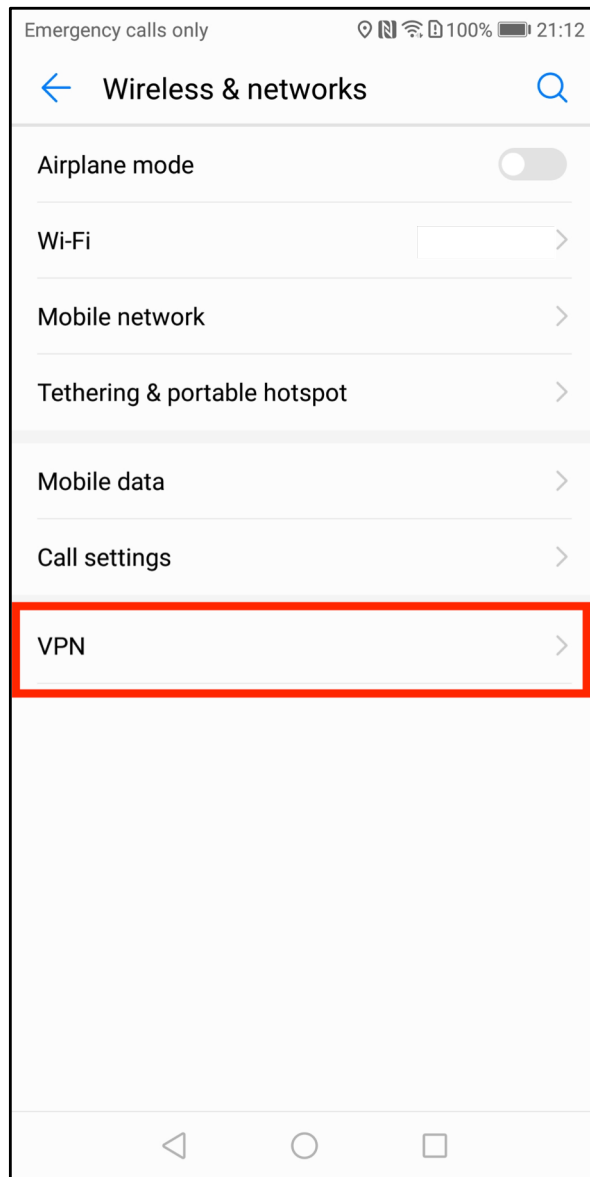 Emergency calls only 100% 21:12
Wireless & networks
Airplane mode
Wi-Fi
Mobile network
Tethering & portable hotspot
Mobile data
Call settings
VPN